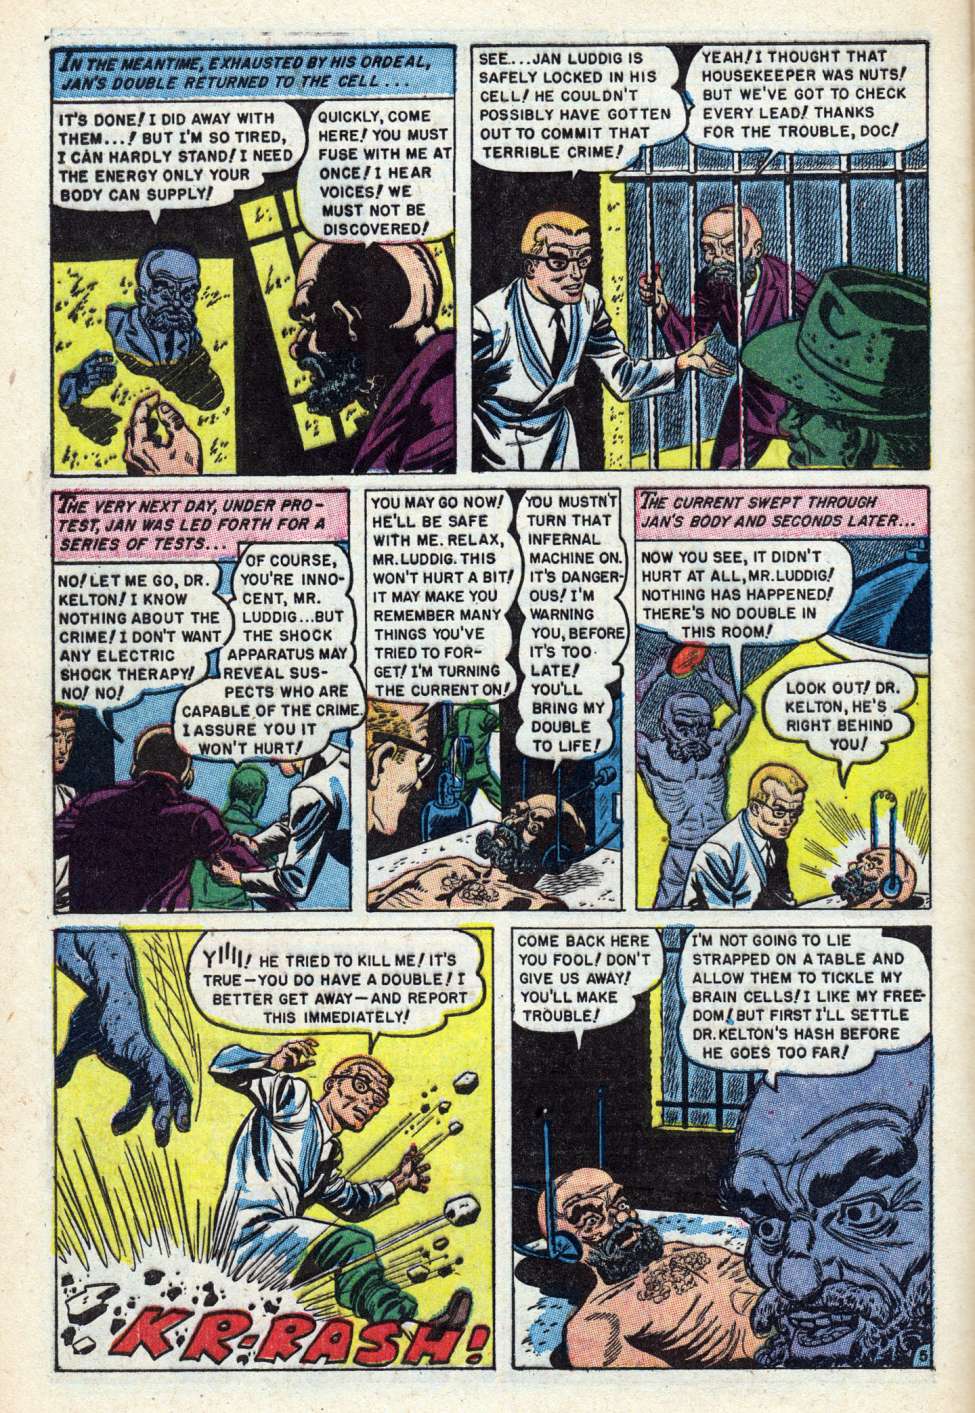 IN THE MEANTIME, EXHAUSTED BY HIS ORDEAL,
JAN'S DOUBLE RETURNED TO THE CELL...
IT'S DONE! I DID AWAY WITH
THEM...! BUT I'M SO TIRED,
I CAN HARDLY STAND! I NEED
THE ENERGY ONLY YOUR
BODY CAN SUPPLY!
QUICKLY, COME
HERE! YOU MUST
FUSE WITH ME AT
ONCE! I HEAR
VOICES! WE
MUST NOT BE
DISCOVERED!
SEE...JAN LUDDIG IS
SAFELY LOCKED IN HIS
CELL! HE COULDN'T
POSSIBLY HAVE GOTTEN
OUT TO COMMIT THAT
TERRIBLE CRIME!
YEAH! I THOUGHT THAT
HOUSEKEEPER WAS NUTS!
BUT WE'VE GOT TO CHECK
EVERY LEAD! THANKS
FOR THE TROUBLE, DOC!
THE VERY NEXT DAY, UNDER PRO-
TEST, JAN WAS LED FORTH FOR A
SERIES OF TESTS...
NO! LET ME GO, DR.
KELTON! I KNOW
NOTHING ABOUT THE
CRIME! I DON'T WANT
ANY ELECTRIC
SHOCK THERAPY!
NO! NO!
OF COURSE,
YOU'RE INNO-
CENT, MR.
LUDDIG...BUT
THE SHOCK
APPARATUS MAY
REVEAL SUS-
PECTS WHO ARE
CAPABLE OF THE CRIME.
I ASSURE YOU IT
WON'T HURT!
YOU MAY GO NOW!
HE'LL BE SAFE
WITH ME. RELAX,
MR. LUDDIG. THIS
WON'T HURT A BIT!
IT MAY MAKE YOU
REMEMBER MANY
THINGS YOU'VE
TRIED TO FOR-
GET! I'M TURNING
THE CURRENT ON!
YOU MUSTN'T
TURN THAT
INFERNAL
MACHINE ON.
IT'S DANGER-
OUS! I'M
WARNING
YOU, BEFORE
IT'S TOO
LATE!
YOU'LL
BRING MY
DOUBLE
TO LIFE!
THE CURRENT SWEPT THROUGH
JAN'S BODY AND SECONDS LATER...
NOW YOU SEE, IT DIDN'T
HURT AT ALL, MR. LUDDIG!
NOTHING HAS HAPPENED!
THERE'S NO DOUBLE IN
THIS ROOM!
LOOK OUT! DR.
KELTON, HE'S
RIGHT BEHIND
YOU!
YIIII! HE TRIED TO KILL ME! IT'S
TRUE—YOU DO HAVE A DOUBLE! I
BETTER GET AWAY—AND REPORT
THIS IMMEDIATELY!
KR-RASH!
COME BACK HERE
YOU FOOL! DON'T
GIVE US AWAY!
YOU'LL MAKE
TROUBLE!
I'M NOT GOING TO LIE
STRAPPED ON A TABLE AND
ALLOW THEM TO TICKLE MY
BRAIN CELLS! I LIKE MY FREE-
DOM! BUT FIRST I'LL SETTLE
DR. KELTON'S HASH BEFORE
HE GOES TOO FAR!
5